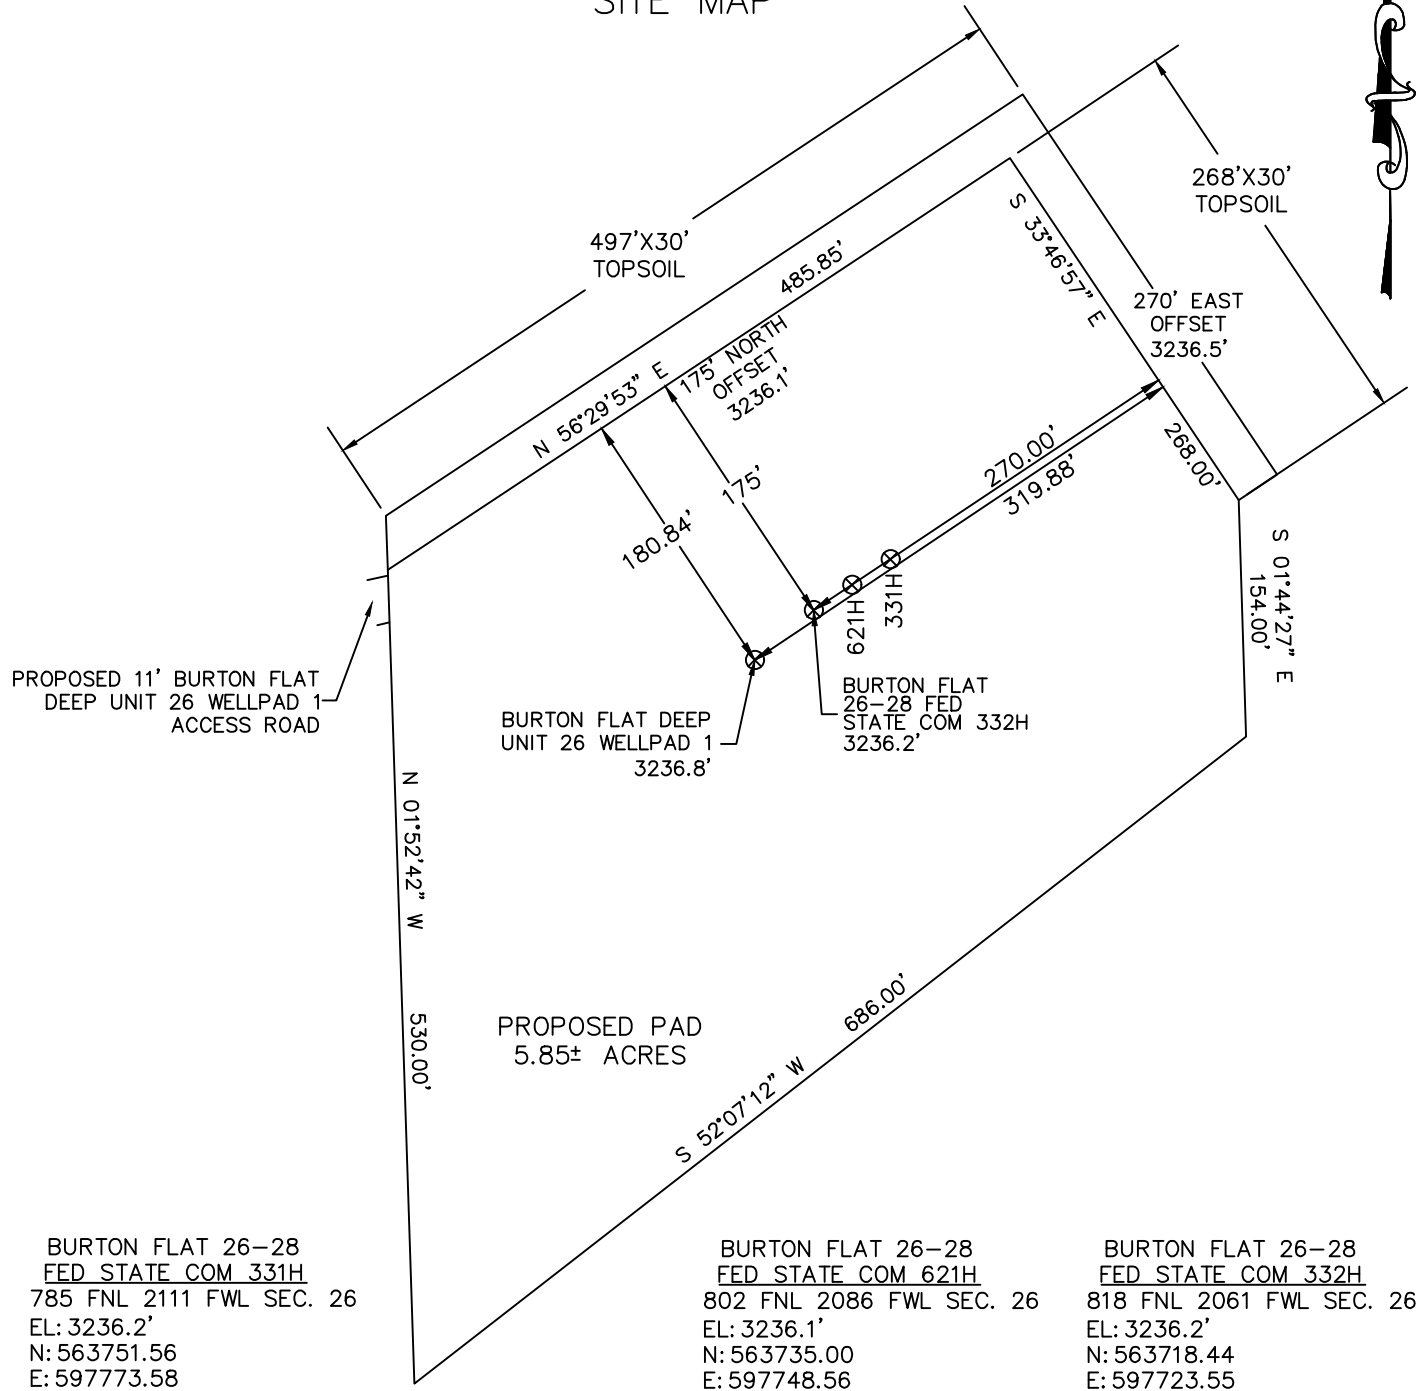 SITE MAP
497'X30'
TOPSOIL
268'X30'
TOPSOIL
485.85'
N 56°29'53" E
S 33°46'57" E
175' NORTH
OFFSET
3236.1'
270' EAST
OFFSET
3236.5'
268.00'
270.00'
319.88'
175'
180.84'
S 01°44'27" E
154.00'
331H
621H
PROPOSED 11' BURTON FLAT
DEEP UNIT 26 WELLPAD 1
ACCESS ROAD
BURTON FLAT DEEP
UNIT 26 WELLPAD 1
3236.8'
BURTON FLAT
26-28 FED
STATE COM 332H
3236.2'
N 01°52'42" W
530.00'
PROPOSED PAD
5.85± ACRES
686.00'
S 52°07'12" W
BURTON FLAT 26-28
FED STATE COM 331H
785 FNL 2111 FWL SEC. 26
EL: 3236.2'
N: 563751.56
E: 597773.58
BURTON FLAT 26-28
FED STATE COM 621H
802 FNL 2086 FWL SEC. 26
EL: 3236.1'
N: 563735.00
E: 597748.56
BURTON FLAT 26-28
FED STATE COM 332H
818 FNL 2061 FWL SEC. 26
EL: 3236.2'
N: 563718.44
E: 597723.55